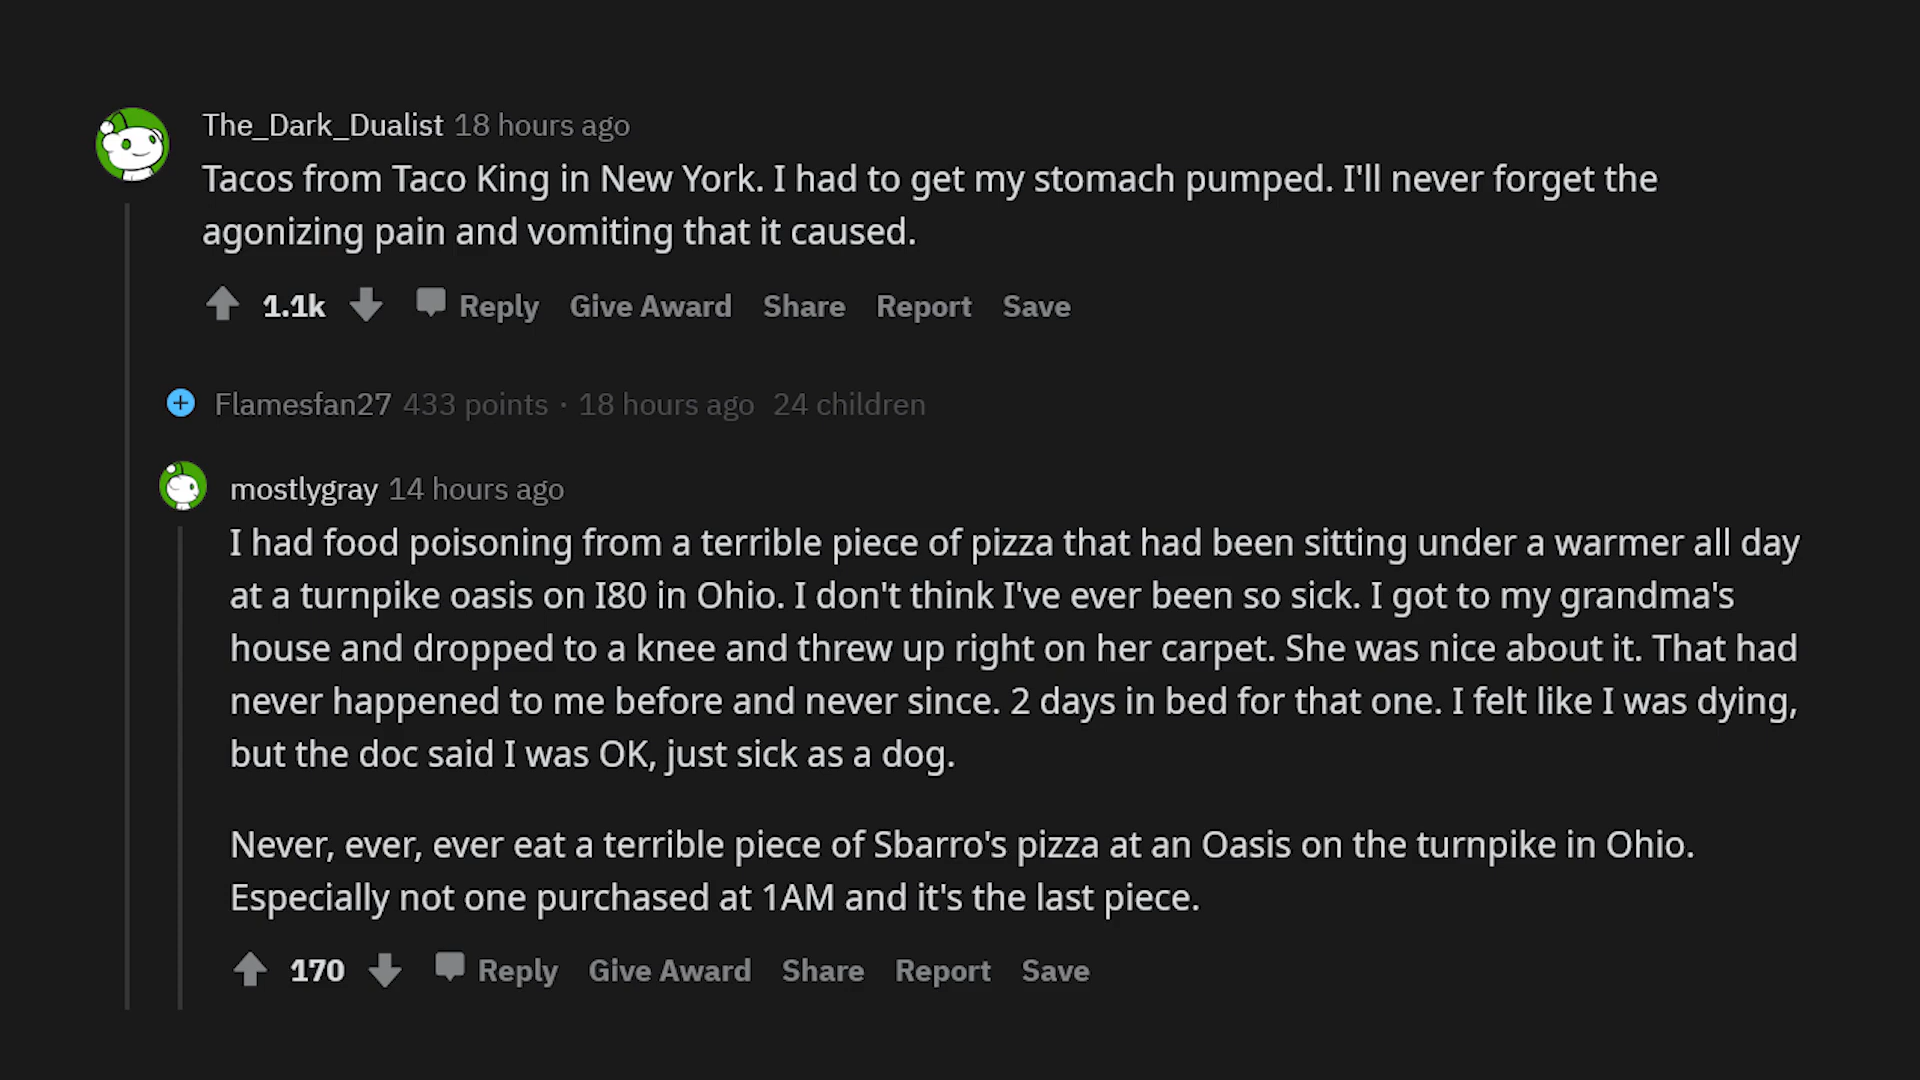 The_Dark_Dualist 18 hours ago
Tacos from Taco King in New York. I had to get my stomach pumped. I'll never forget the
agonizing pain and vomiting that it caused.
1.1k Reply Give Award Share Report Save
Flamesfan27 433 points · 18 hours ago 24 children
mostlygray 14 hours ago
I had food poisoning from a terrible piece of pizza that had been sitting under a warmer all day
at a turnpike oasis on I80 in Ohio. I don't think I've ever been so sick. I got to my grandma's
house and dropped to a knee and threw up right on her carpet. She was nice about it. That had
never happened to me before and never since. 2 days in bed for that one. I felt like I was dying,
but the doc said I was OK, just sick as a dog.
Never, ever, ever eat a terrible piece of Sbarro's pizza at an Oasis on the turnpike in Ohio.
Especially not one purchased at 1AM and it's the last piece.
170 Reply Give Award Share Report Save